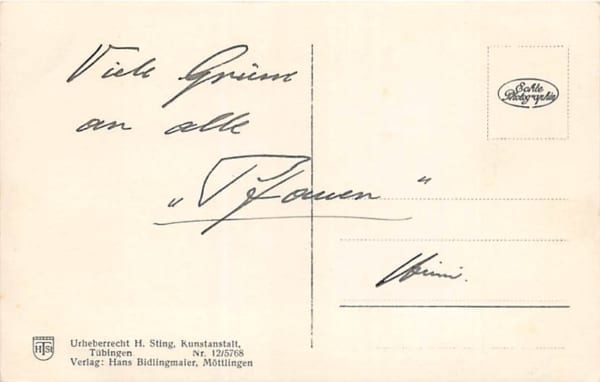 Viele Grüsse
an alle
"Pfauen"
Heini.
Echte
Photographie
HTSt
Urheberrecht H. Sting, Kunstanstalt,
Tübingen Nr. 12/5768
Verlag: Hans Bidlingmaier, Möttlingen